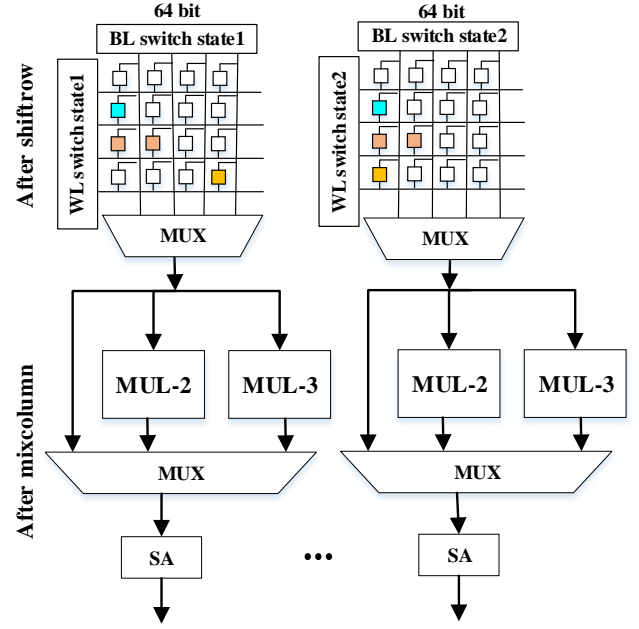 64 bit
64 bit
BL switch state1
BL switch state2
WL switch state1
WL switch state2
After shiftrow
MUX
MUX
MUL-2
MUL-3
MUL-2
MUL-3
After mixcolumn
MUX
MUX
SA
•••
SA